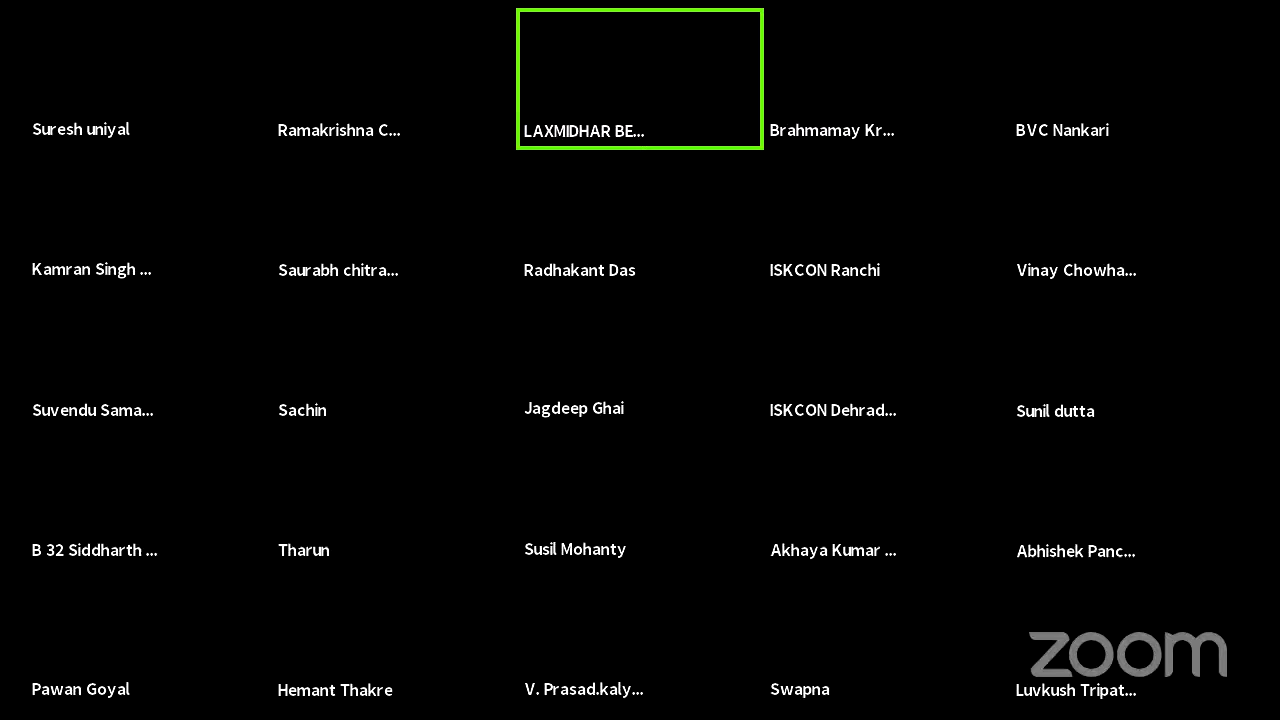 Suresh uniyal
Ramakrishna C...
LAXMIDHAR BE...
Brahmamay Kr...
BVC Nankari
Kamran Singh ...
Saurabh chitra...
Radhakant Das
ISKCON Ranchi
Vinay Chowha...
Suvendu Sama...
Sachin
Jagdeep Ghai
ISKCON Dehrad...
Sunil dutta
B 32 Siddharth ...
Tharun
Susil Mohanty
Akhaya Kumar ...
Abhishek Panc...
zoom
Pawan Goyal
Hemant Thakre
V. Prasad.kaly...
Swapna
Luvkush Tripat...